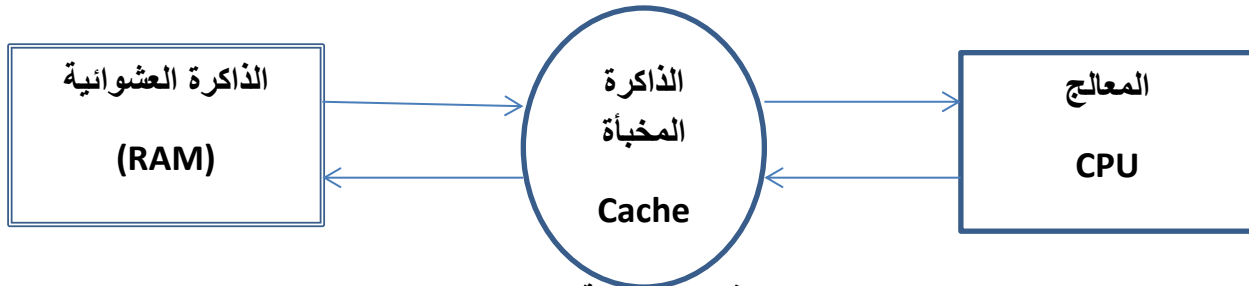 الذاكرة العشوائية
(RAM)
الذاكرة
المخبأة
Cache
المعالج
CPU